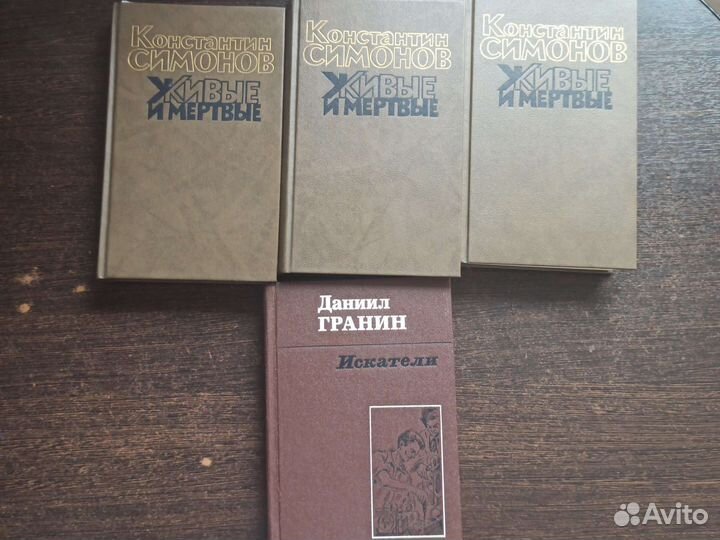 Константин
СИМОНОВ
ЖИВЫЕ
И МЕРТВЫЕ
Константин
СИМОНОВ
ЖИВЫЕ
И МЕРТВЫЕ
Константин
СИМОНОВ
ЖИВЫЕ
И МЕРТВЫЕ
Даниил
ГРАНИН
Искатели
Avito